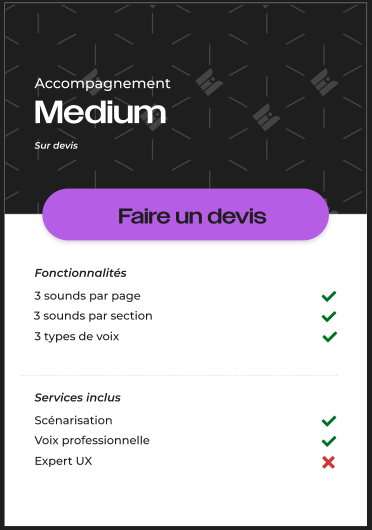 Accompagnement
Medium
Sur devis
Faire un devis
Fonctionnalités
3 sounds par page
3 sounds par section
3 types de voix
Services inclus
Scénarisation
Voix professionnelle
Expert UX